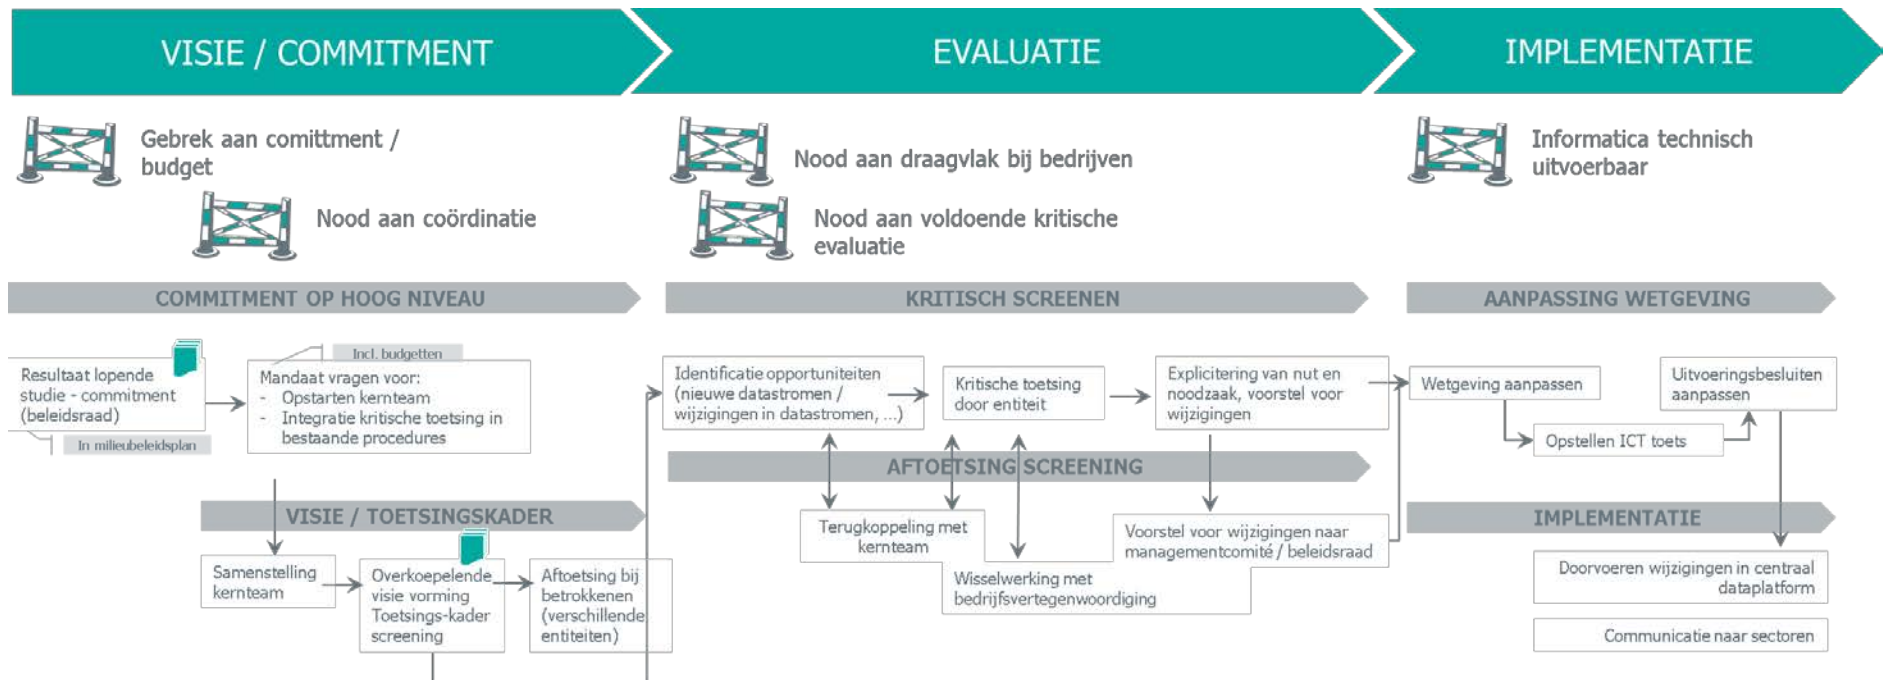 VISIE / COMMITMENT
EVALUATIE
IMPLEMENTATIE
Gebrek aan comittment /
budget
Nood aan coördinatie
Nood aan draagvlak bij bedrijven
Nood aan voldoende kritische
evaluatie
Informatica technisch
uitvoerbaar
COMMITMENT OP HOOG NIVEAU
KRITISCH SCREENEN
AANPASSING WETGEVING
Resultaat lopende
studie - commitment
(beleidsraad)
In milieubeleidsplan
Incl. budgetten
Mandaat vragen voor:
- Opstarten kernteam
- Integratie kritische toetsing in
bestaande procedures
Identificatie opportuniteiten
(nieuwe datastromen /
wijzigingen in datastromen, ...)
Kritische toetsing
door entiteit
Explicitering van nut en
noodzaak, voorstel voor
wijzigingen
Wetgeving aanpassen
Uitvoeringsbesluiten
aanpassen
Opstellen ICT toets
VISIE / TOETSINGSKADER
AFTOETSING SCREENING
IMPLEMENTATIE
Samenstelling
kernteam
Overkoepelende
visie vorming
Toetsings-kader
screening
Aftoetsing bij
betrokkenen
(verschillende
entiteiten)
Terugkoppeling met
kernteam
Wisselwerking met
bedrijfsvertegenwoordiging
Voorstel voor wijzigingen naar
managementcomité / beleidsraad
Doorvoeren wijzigingen in centraal
dataplatform
Communicatie naar sectoren